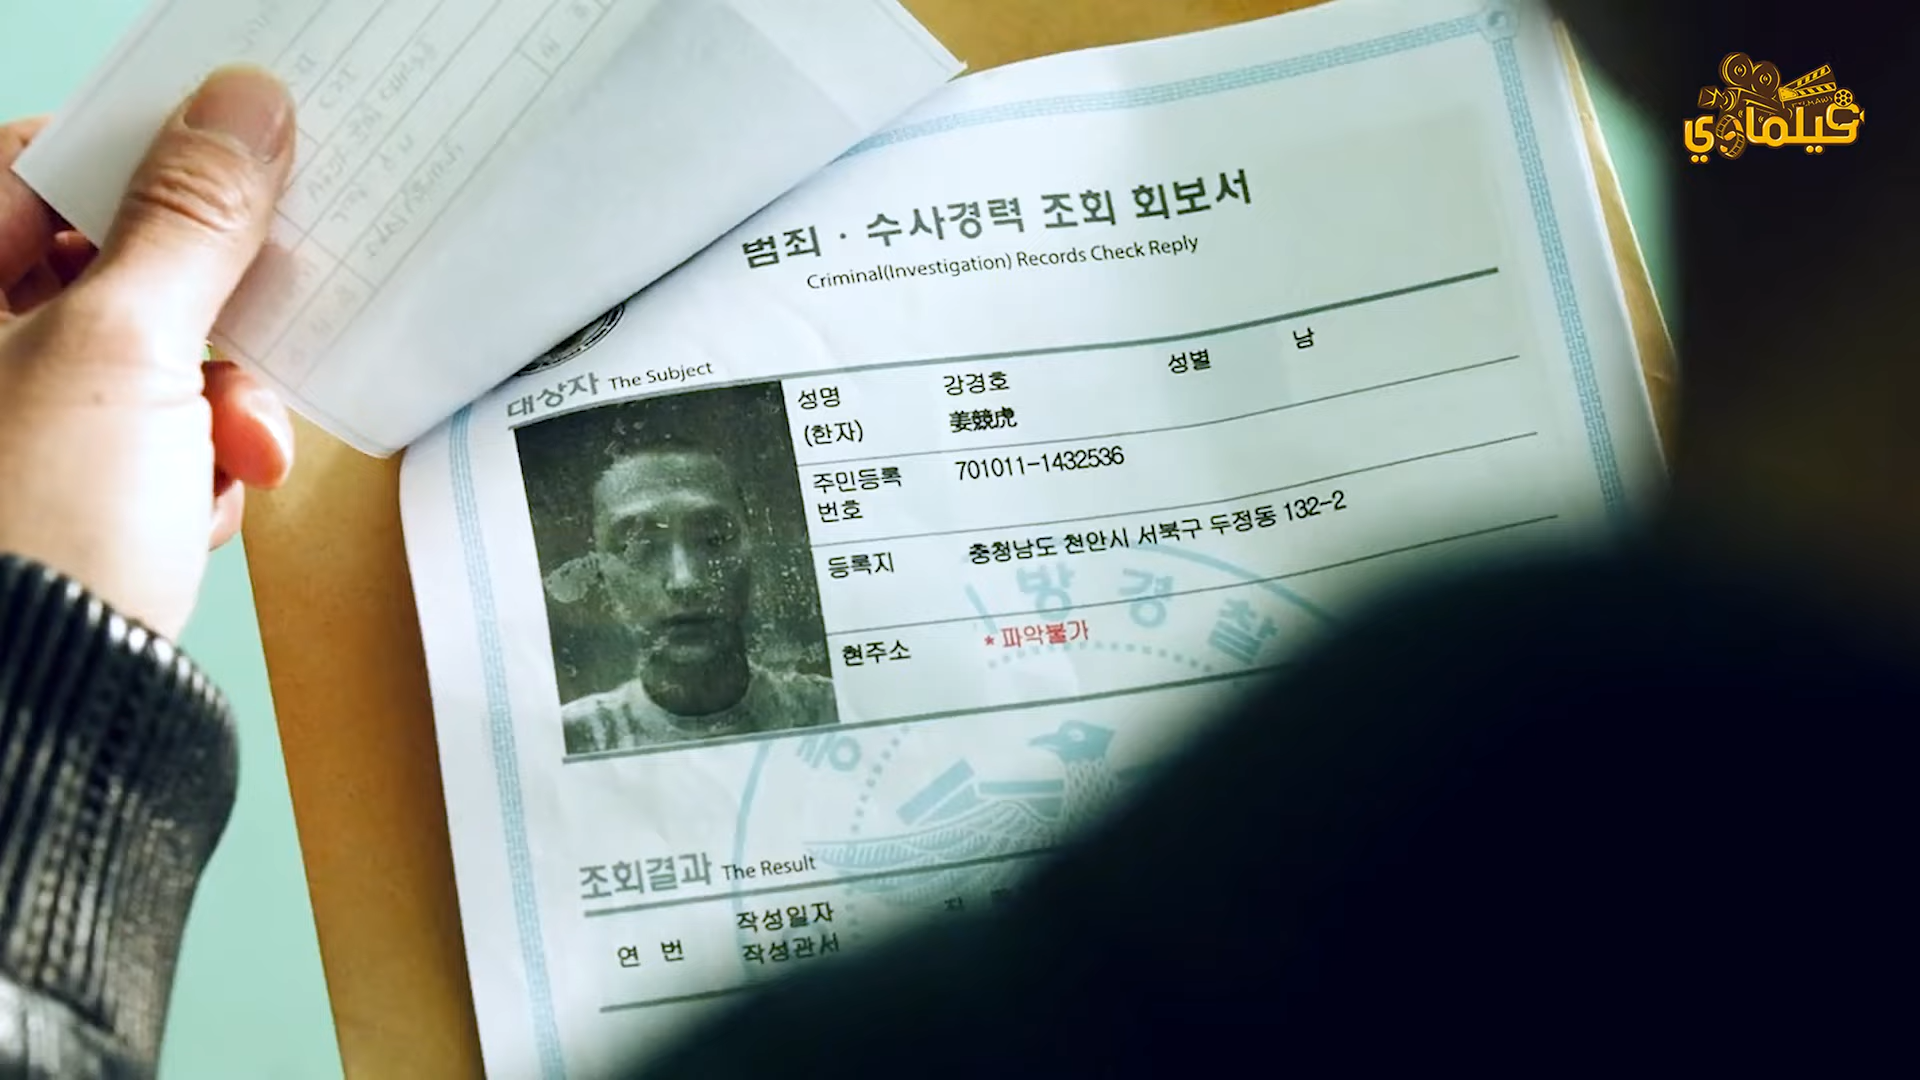 فيلماوي
범죄 · 수사경력 조회 회보서
Criminal(Investigation) Records Check Reply
대상자 The Subject
성명 강경호 성별 남
(한자) 姜競虎
주민등록 701011-1432536
번호
등록지 충청남도 천안시 서북구 두정동 132-2
현주소 * 파악불가
방경찰
조회결과 The Result
작성일자
연 번
작성관서